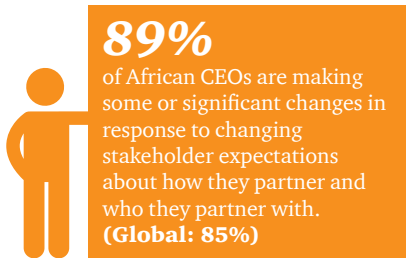 89%
of African CEOs are making
some or significant changes in
response to changing
stakeholder expectations
about how they partner and
who they partner with.
(Global: 85%)